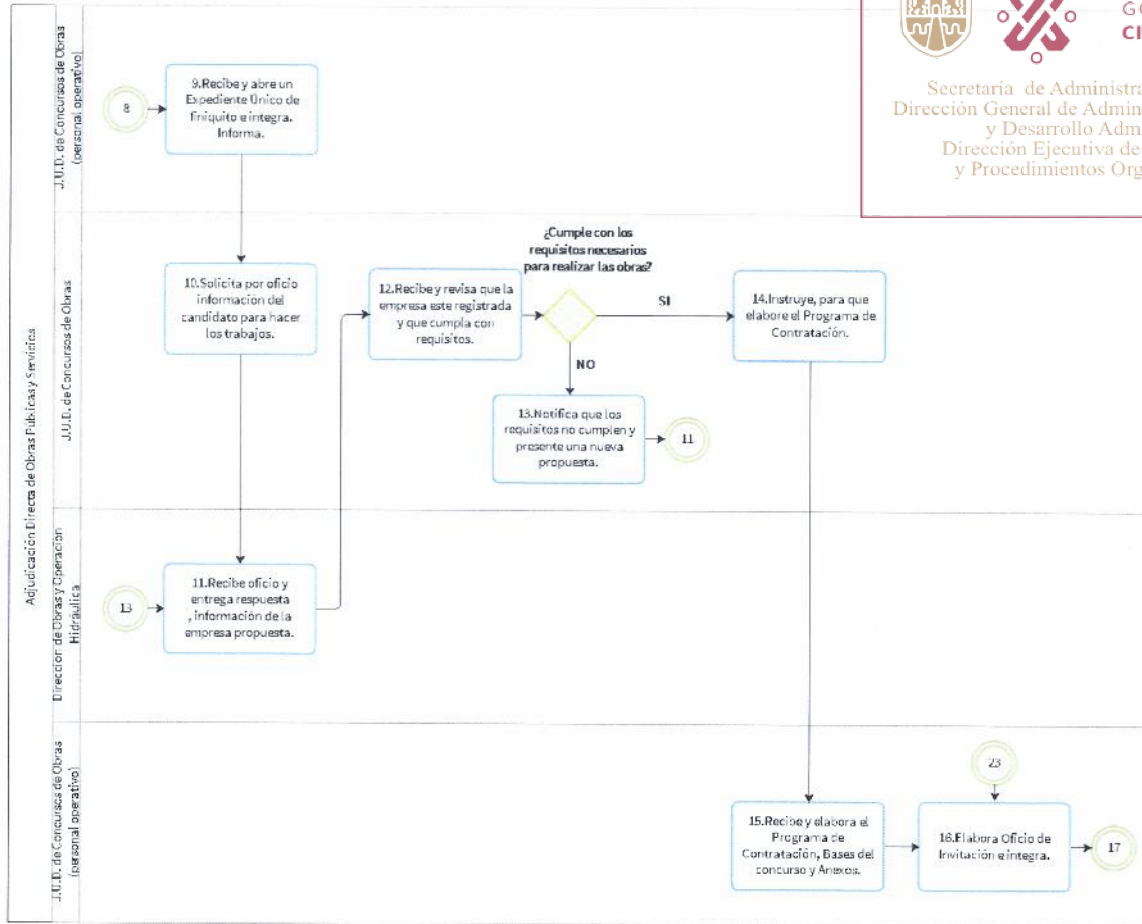 GO
CI
Secretaría de Administra
Dirección General de Admin
y Desarrollo Adm
Dirección Ejecutiva de
y Procedimientos Org
Adjudicación Directa de Obras Públicas y Servicios
J.U.D. de Concursos de Obras
(personal operativo)
8
9.Recibe y abre un
Expediente Único de
finiquito e integra.
Informa.
J.U.D. de Concursos de Obras
10.Solicita por oficio
información del
candidato para hacer
los trabajos.
12.Recibe y revisa que la
empresa este registrada
y que cumpla con
requisitos.
¿Cumple con los
requisitos necesarios
para realizar las obras?
SI
NO
14.Instruye, para que
elabore el Programa de
Contratación.
13.Notifica que los
requisitos no cumplen y
presente una nueva
propuesta.
11
Direccion de Obras y Operacion
Hidráulica
13
11.Recibe oficio y
entrega respuesta
, información de la
empresa propuesta.
J.U.D. de Concursos de Obras
(personal operativo)
23
15.Recibe y elabora el
Programa de
Contratación, Bases del
concurso y Anexos.
16.Elabora Oficio de
Invitación e integra.
17